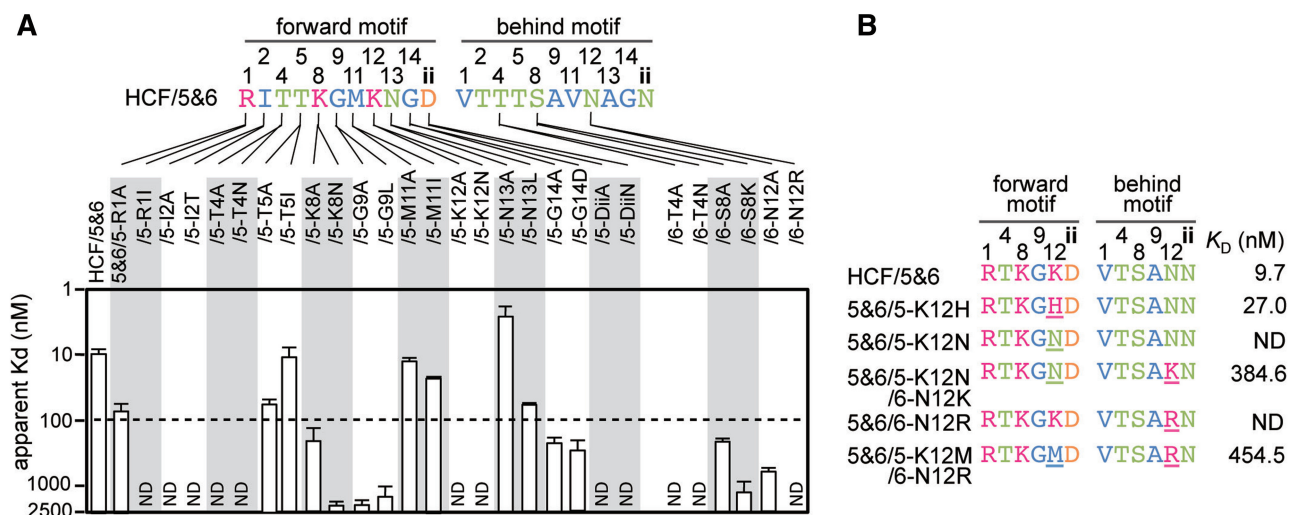 A
forward motif
behind motif
2 5 9 12 14
2 5 9 12 14
1 4 8 11 13 ii
1 4 8 11 13 ii
HCF/5&6
RITTKGMKNGD
VTTTSAVNAGN
HCF/5&6
5&6/5-R1A
/5-R1I
/5-I2A
/5-I2T
/5-T4A
/5-T4N
/5-T5A
/5-T5I
/5-K8A
/5-K8N
/5-G9A
/5-G9L
/5-M11A
/5-M11I
/5-K12A
/5-K12N
/5-N13A
/5-N13L
/5-G14A
/5-G14D
/5-DiiA
/5-DiiN
/6-T4A
/6-T4N
/6-S8A
/6-S8K
/6-N12A
/6-N12R
apparent Kd (nM)
1
10
100
1000
2500
ND ND ND ND ND ND ND ND ND ND ND ND
B
forward motif
behind motif
4 9 ii
4 9 ii
1 8 12
1 8 12
KD (nM)
HCF/5&6 RTKGKD VTSANN 9.7
5&6/5-K12H RTKGHD VTSANN 27.0
5&6/5-K12N RTKGND VTSANN ND
5&6/5-K12N RTKGND VTSAKN 384.6
/6-N12K
5&6/6-N12R RTKGKD VTSARN ND
5&6/5-K12M RTKGMD VTSARN 454.5
/6-N12R